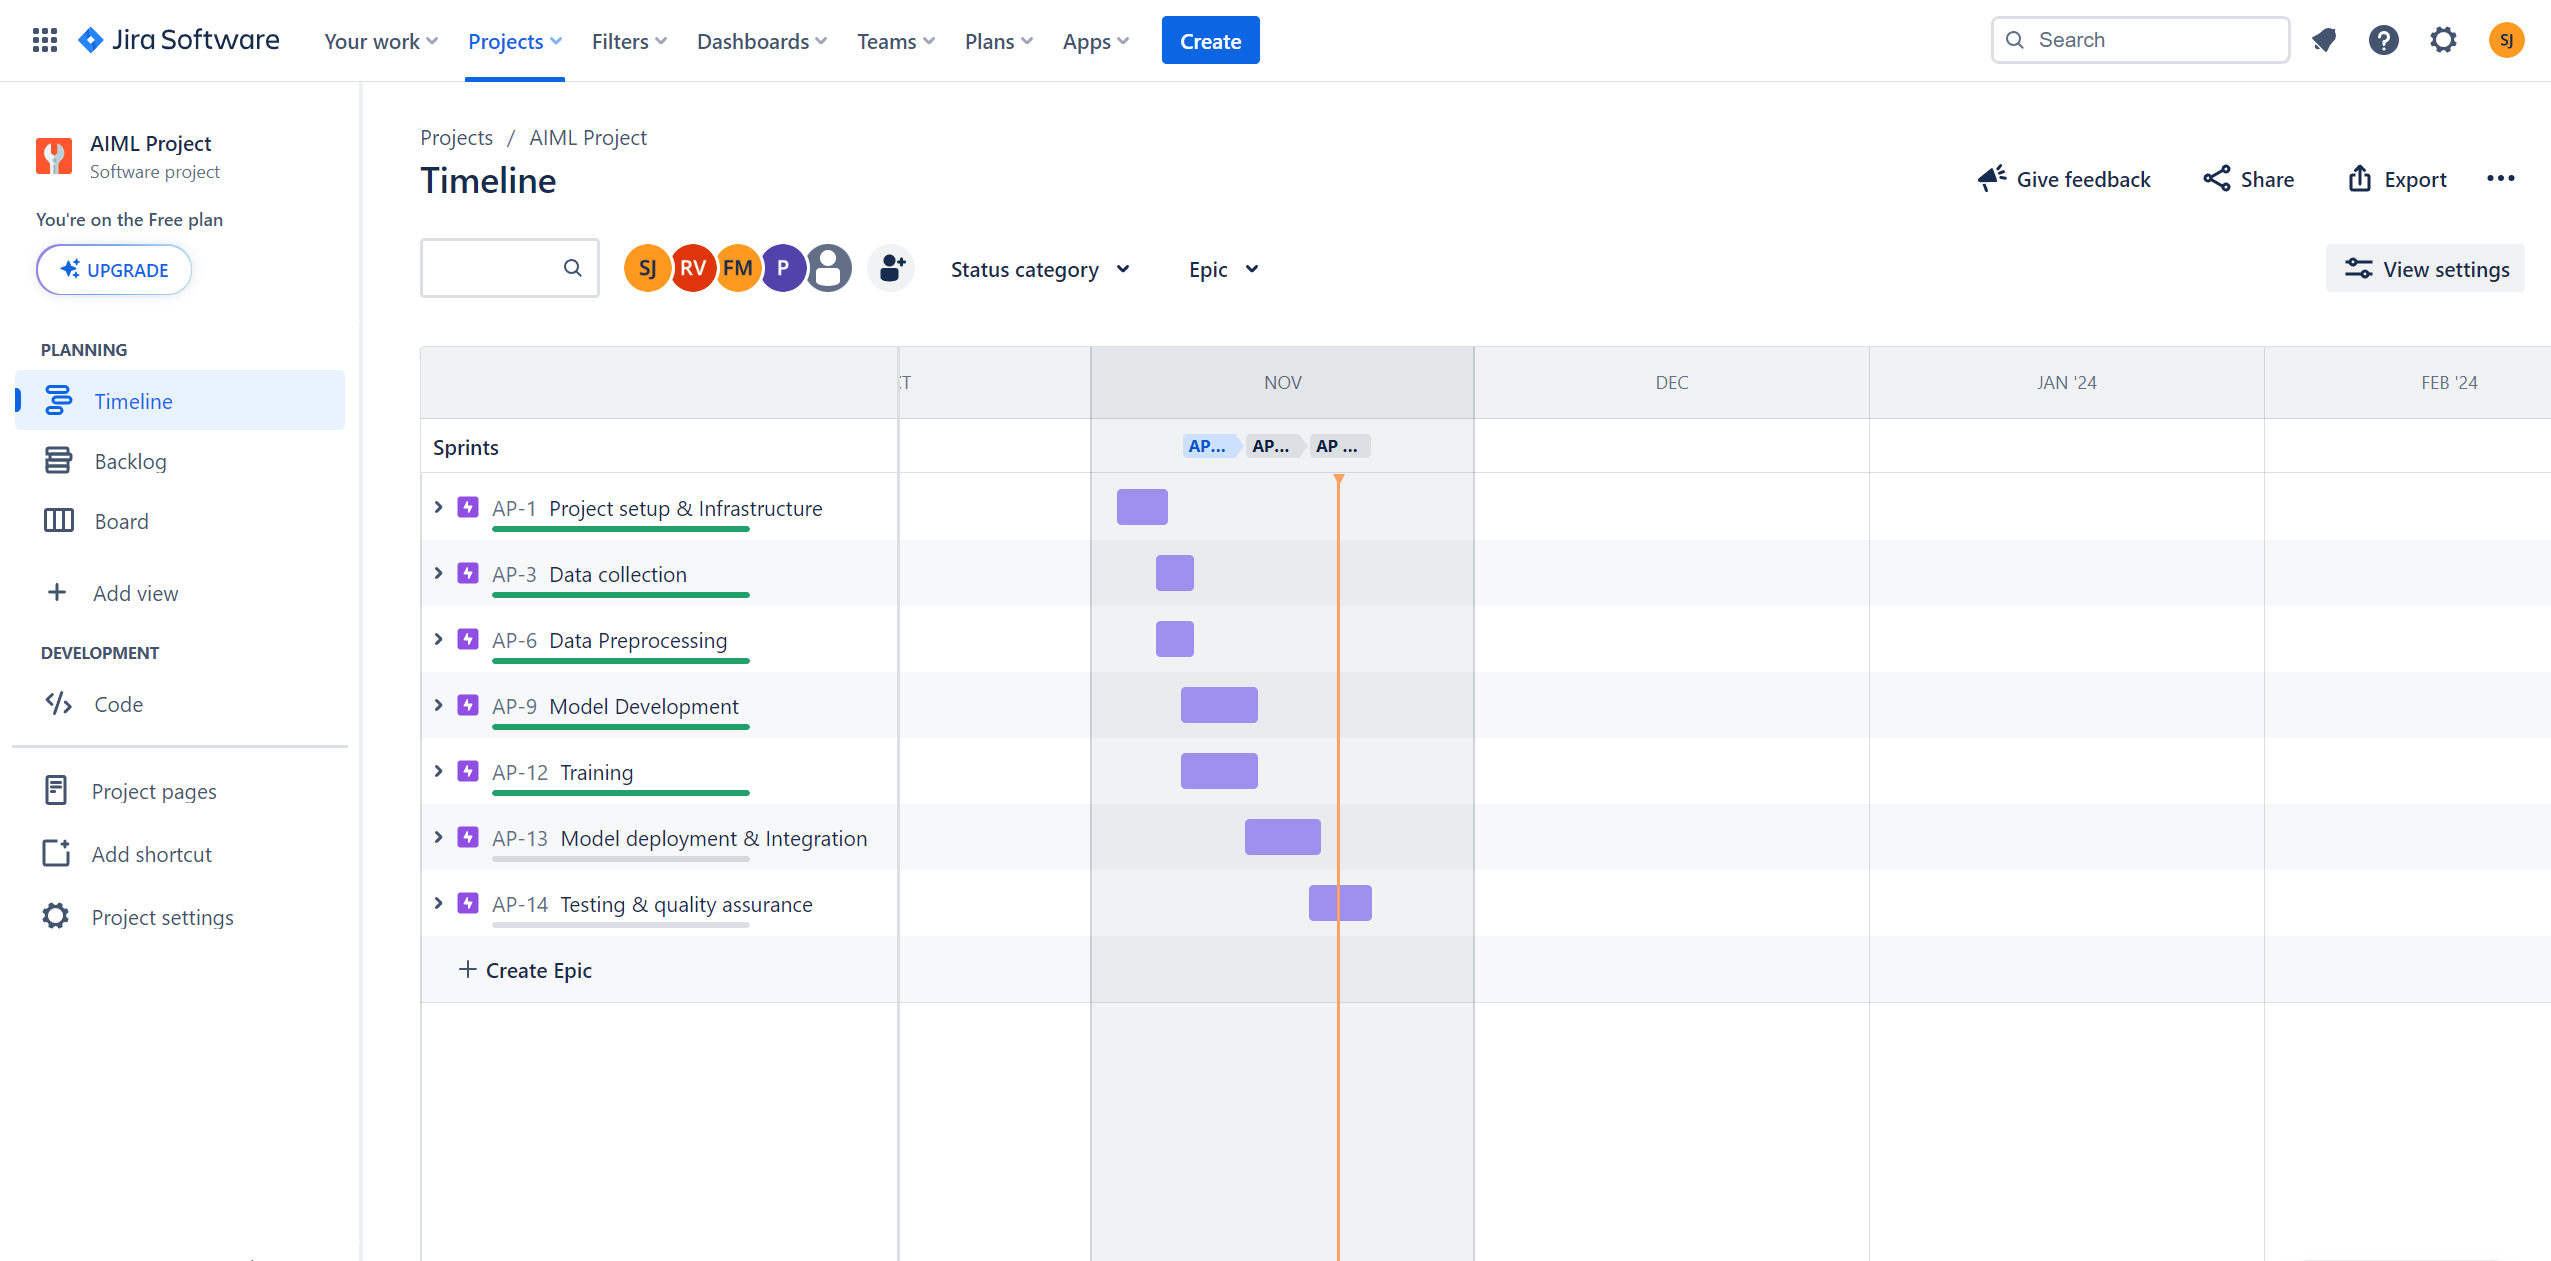 Jira Software Your work Projects Filters Dashboards Teams Plans Apps Create Search SJ
AIML Project
Software project
You're on the Free plan
UPGRADE
PLANNING
Timeline
Backlog
Board
Add view
DEVELOPMENT
Code
Project pages
Add shortcut
Project settings
Projects / AIML Project
Timeline
Give feedback Share Export
SJ RV FM P Status category Epic View settings
NOV DEC JAN '24 FEB '24
Sprints AP... AP... AP ...
AP-1 Project setup & Infrastructure
AP-3 Data collection
AP-6 Data Preprocessing
AP-9 Model Development
AP-12 Training
AP-13 Model deployment & Integration
AP-14 Testing & quality assurance
Create Epic